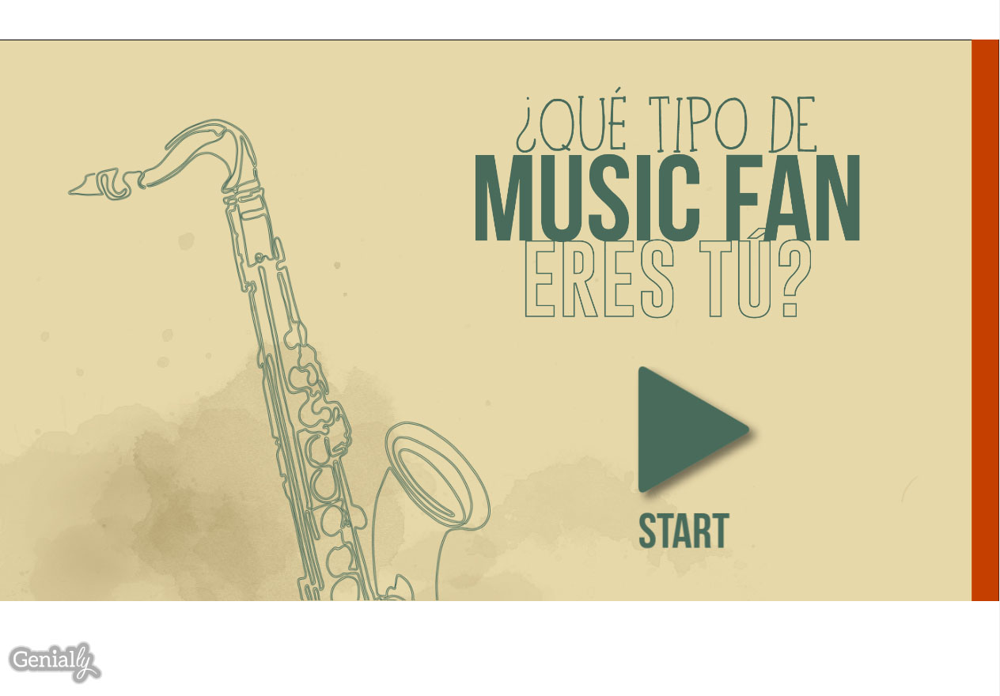 ¿QUÉ TIPO DE
MUSIC FAN
ERES TÚ?
START
Genially